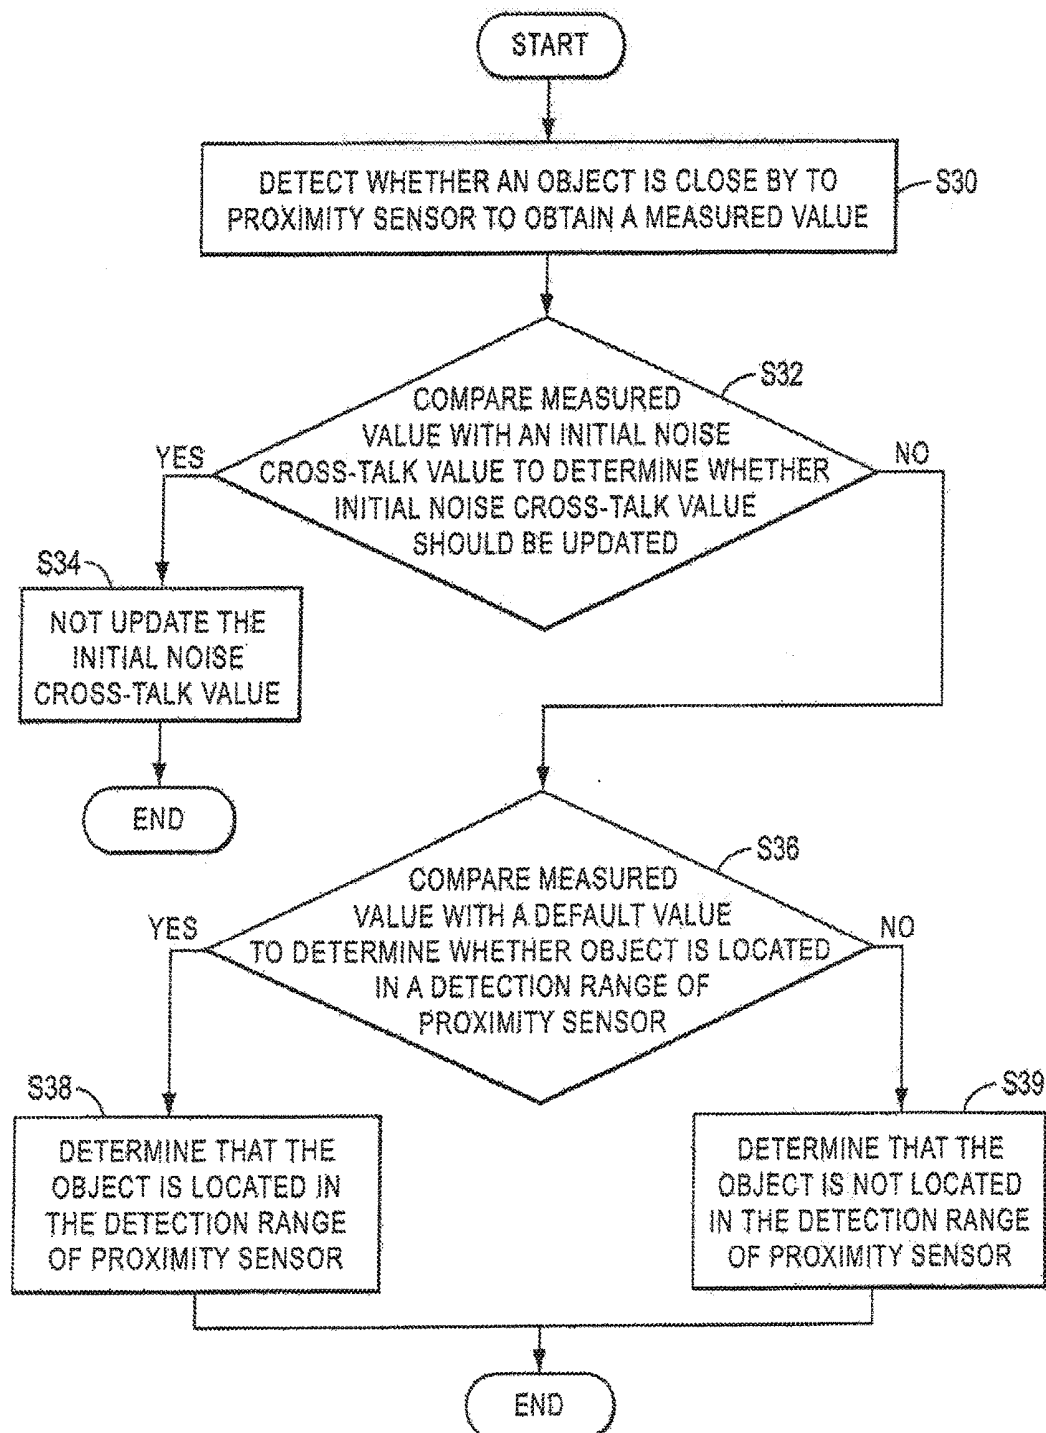 START
DETECT WHETHER AN OBJECT IS CLOSE BY TO
PROXIMITY SENSOR TO OBTAIN A MEASURED VALUE
S30
S32
COMPARE MEASURED
VALUE WITH AN INITIAL NOISE
CROSS-TALK VALUE TO DETERMINE WHETHER
INITIAL NOISE CROSS-TALK VALUE
SHOULD BE UPDATED
YES
NO
S34
NOT UPDATE THE
INITIAL NOISE
CROSS-TALK VALUE
END
S36
COMPARE MEASURED
VALUE WITH A DEFAULT VALUE
TO DETERMINE WHETHER OBJECT IS LOCATED
IN A DETECTION RANGE OF
PROXIMITY SENSOR
YES
NO
S38
DETERMINE THAT THE
OBJECT IS LOCATED IN
THE DETECTION RANGE
OF PROXIMITY SENSOR
S39
DETERMINE THAT THE
OBJECT IS NOT LOCATED
IN THE DETECTION RANGE
OF PROXIMITY SENSOR
END